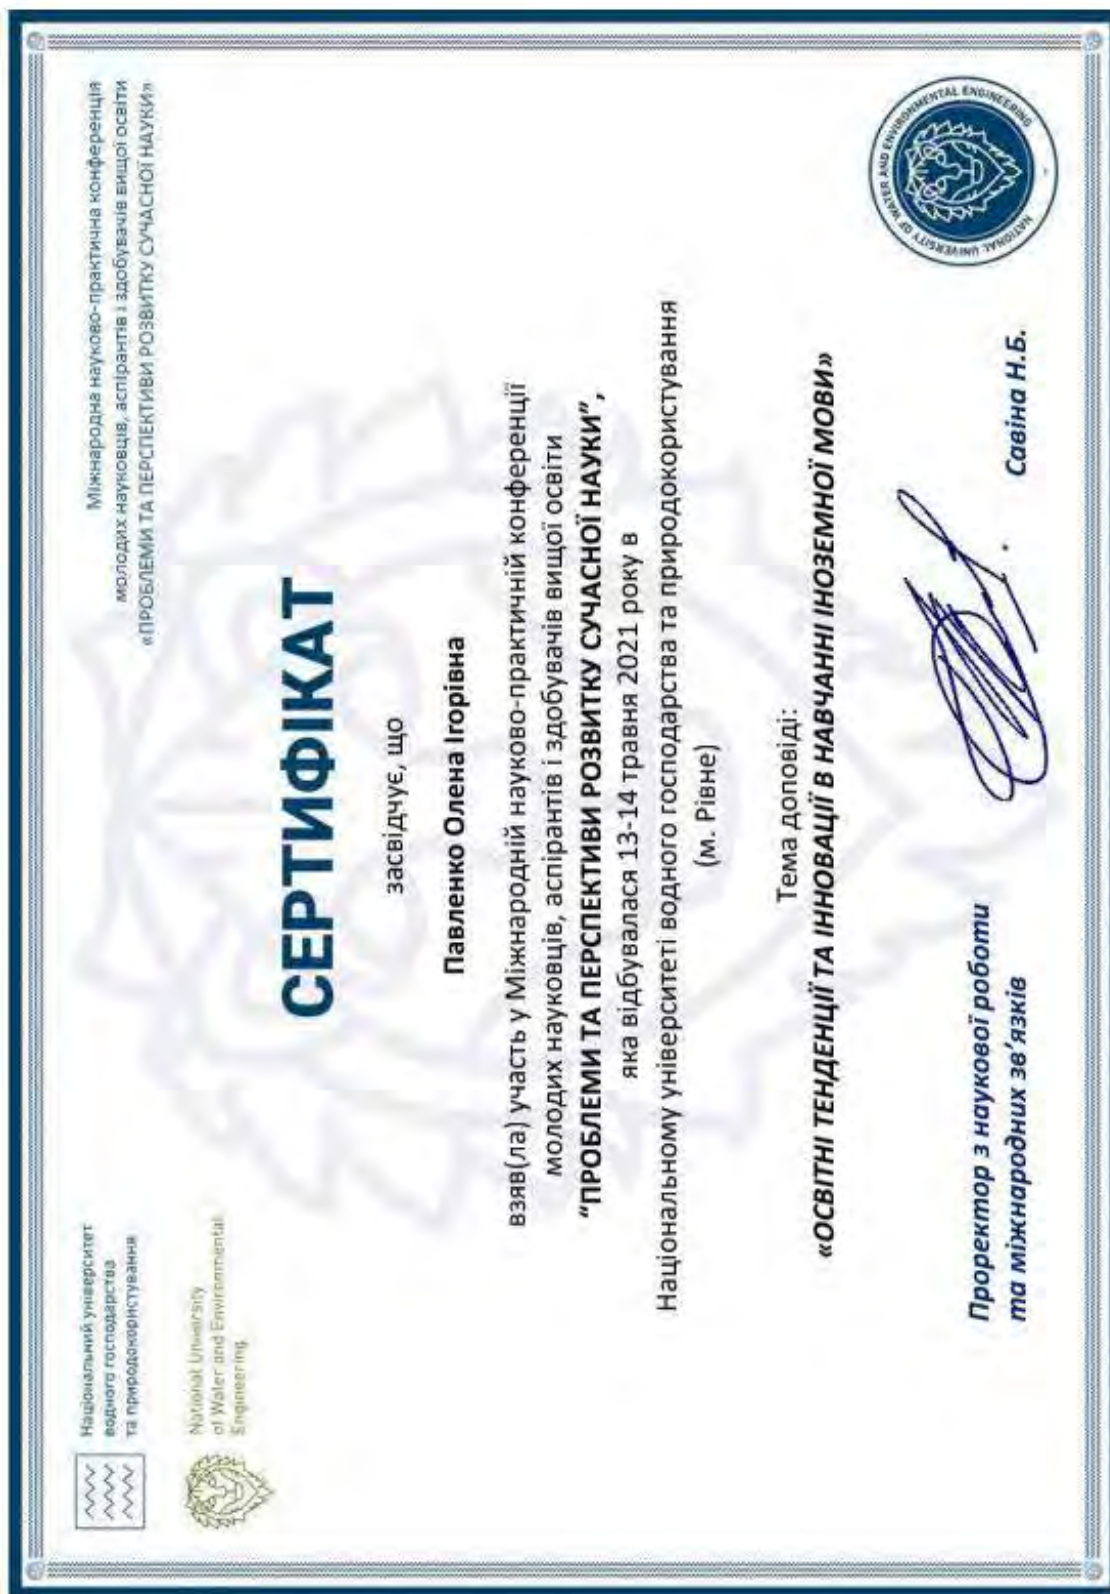 Національний університет
водного господарства
та природокористування
National University
of Water and Environmental
Engineering
Міжнародна науково-практична конференція
молодих науковців, аспірантів і здобувачів вищої освіти
«ПРОБЛЕМИ ТА ПЕРСПЕКТИВИ РОЗВИТКУ СУЧАСНОЇ НАУКИ»
СЕРТИФІКАТ
засвідчує, що
Павленко Олена Ігорівна
взяв(ла) участь у Міжнародній науково-практичній конференції
молодих науковців, аспірантів і здобувачів вищої освіти
“ПРОБЛЕМИ ТА ПЕРСПЕКТИВИ РОЗВИТКУ СУЧАСНОЇ НАУКИ”,
яка відбувалася 13-14 травня 2021 року в
Національному університеті водного господарства та природокористування
(м. Рівне)
Тема доповіді:
«ОСВІТНІ ТЕНДЕНЦІЇ ТА ІННОВАЦІЇ В НАВЧАННІ ІНОЗЕМНОЇ МОВИ»
Проректор з наукової роботи
та міжнародних зв’язків
Савіна Н.Б.
NATIONAL UNIVERSITY OF WATER AND ENVIRONMENTAL ENGINEERING